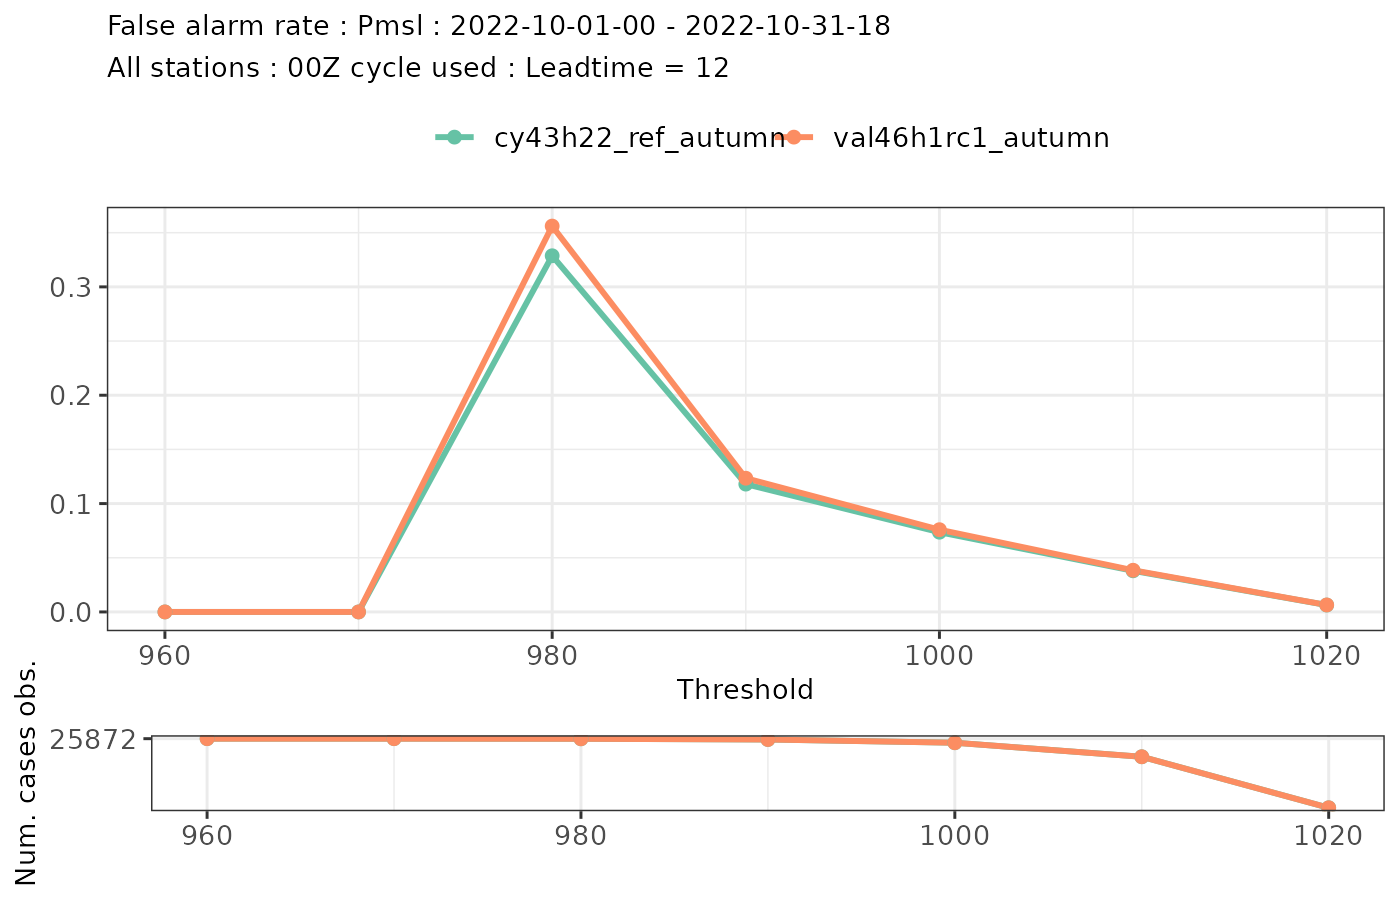 False alarm rate : Pmsl : 2022-10-01-00 - 2022-10-31-18
All stations : 00Z cycle used : Leadtime = 12
cy43h22_ref_autumn val46h1rc1_autumn
0.3
0.2
0.1
0.0
960 980 1000 1020
Threshold
Num. cases obs.
25872
960 980 1000 1020